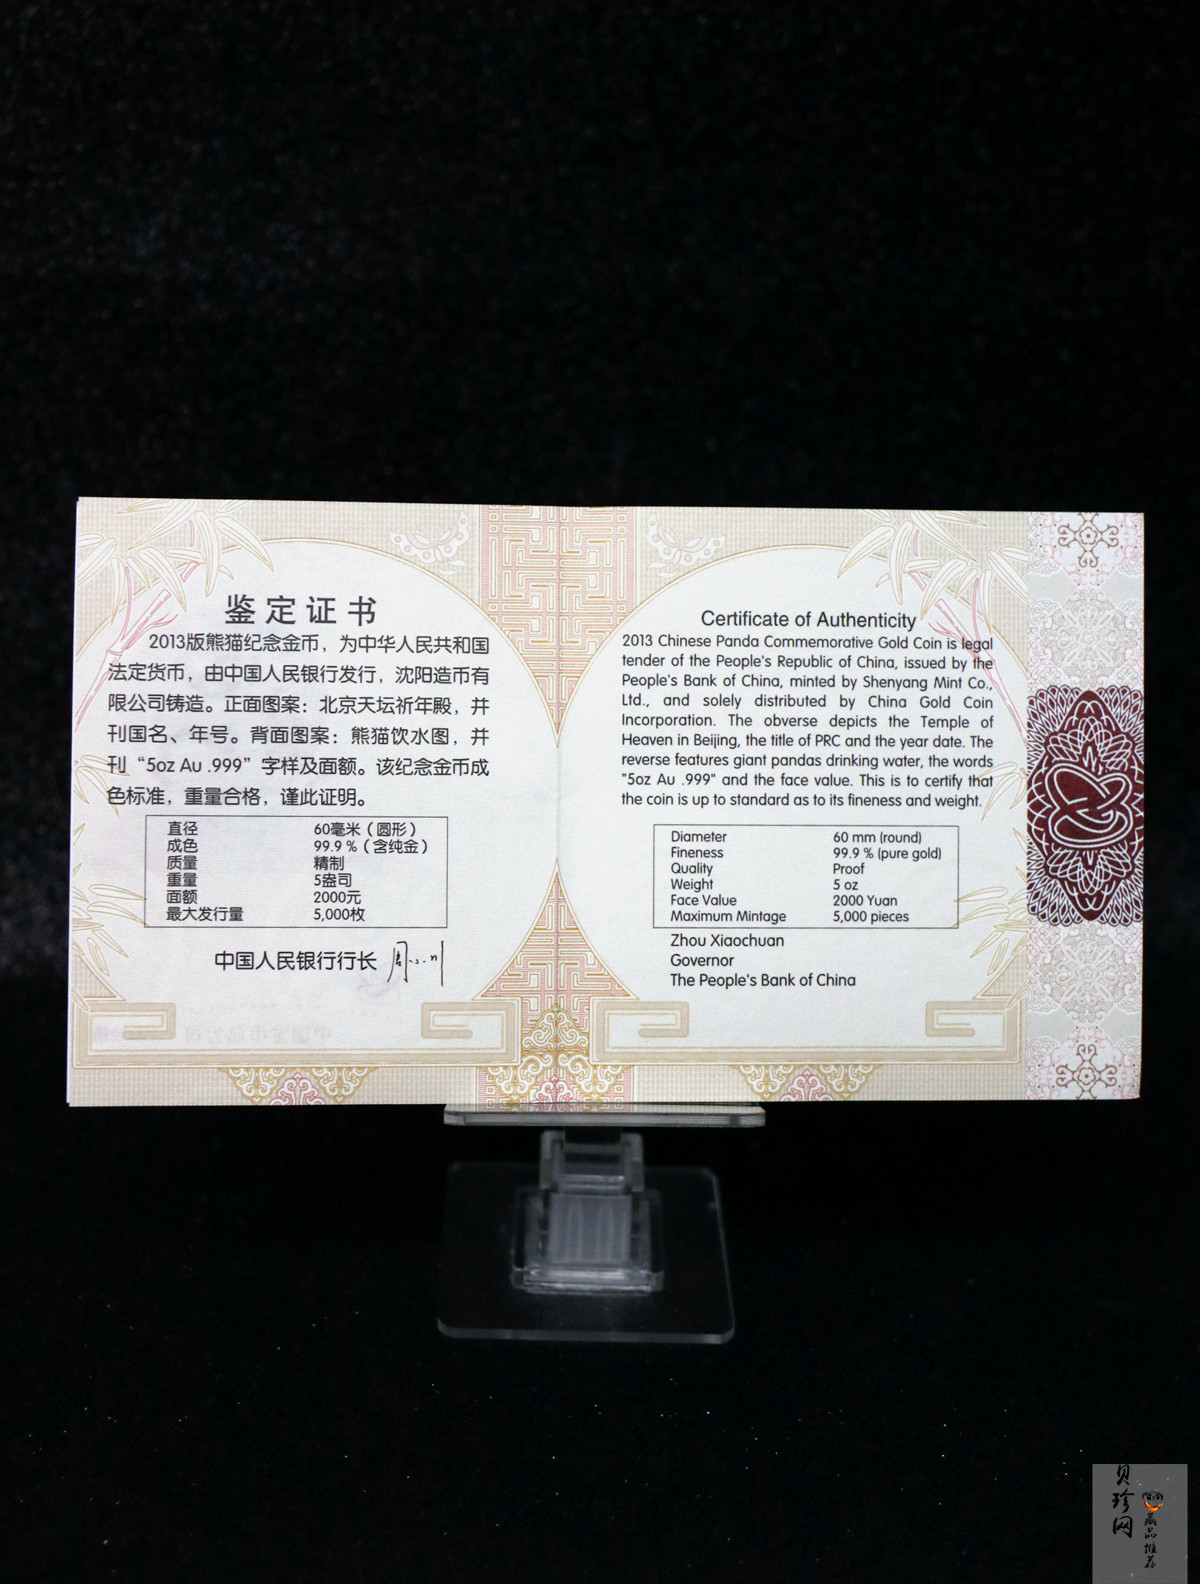 鉴定证书
2013版熊猫纪念金币，为中华人民共和国
法定货币，由中国人民银行发行，沈阳造币有
限公司铸造。正面图案：北京天坛祈年殿，并
刊国名、年号。背面图案：熊猫饮水图，并
刊“5oz Au .999”字样及面额。该纪念金币成
色标准，重量合格，谨此证明。
直径 60毫米（圆形）
成色 99.9 %（含纯金）
质量 精制
重量 5盎司
面额 2000元
最大发行量 5,000枚
中国人民银行行长 周小川
Certificate of Authenticity
2013 Chinese Panda Commemorative Gold Coin is legal
tender of the People's Republic of China, issued by the
People's Bank of China, minted by Shenyang Mint Co.,
Ltd., and solely distributed by China Gold Coin
Incorporation. The obverse depicts the Temple of
Heaven in Beijing, the title of PRC and the year date. The
reverse features giant pandas drinking water, the words
"5oz Au .999" and the face value. This is to certify that
the coin is up to standard as to its fineness and weight.
Diameter 60 mm (round)
Fineness 99.9 % (pure gold)
Quality Proof
Weight 5 oz
Face Value 2000 Yuan
Maximum Mintage 5,000 pieces
Zhou Xiaochuan
Governor
The People's Bank of China
贝珍网
藏品推荐